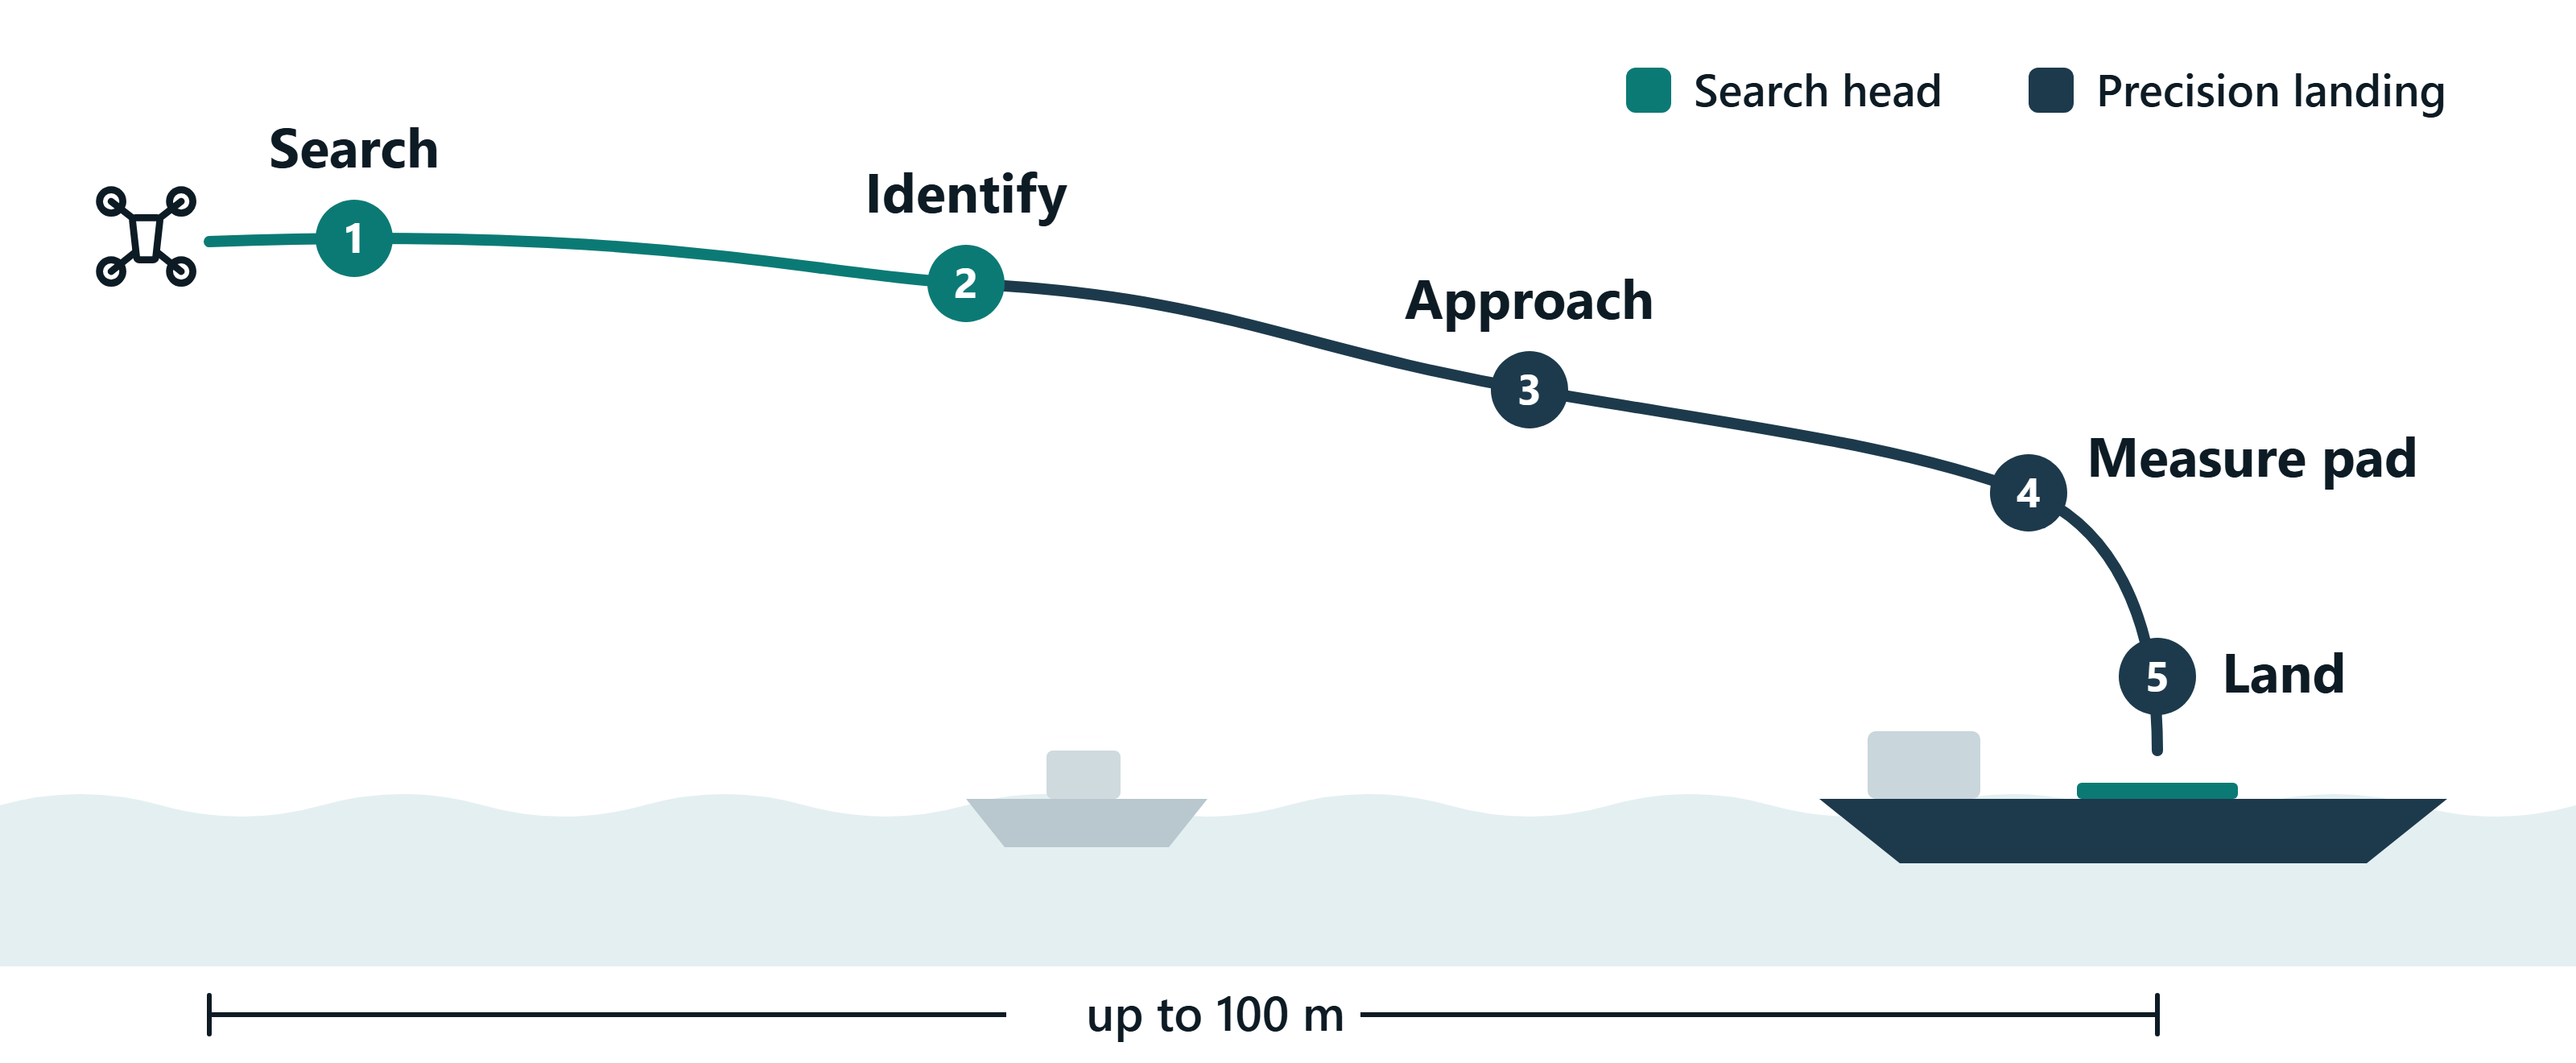 Search head
Precision landing
Search
1
Identify
2
Approach
3
Measure pad
4
5
Land
up to 100 m